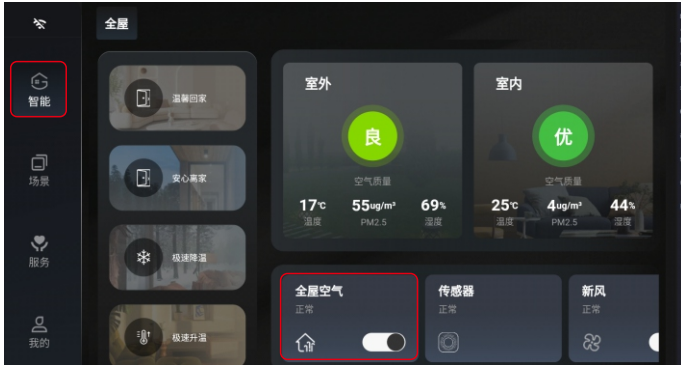 全屋
智能
场景
服务
我的
温馨回家
安心离家
极速降温
极速升温
室外
良
空气质量
17℃ 55ug/m³ 69%
温度 PM2.5 湿度
室内
优
空气质量
25℃ 4ug/m³ 44%
温度 PM2.5 湿度
全屋空气
正常
传感器
正常
新风
正常